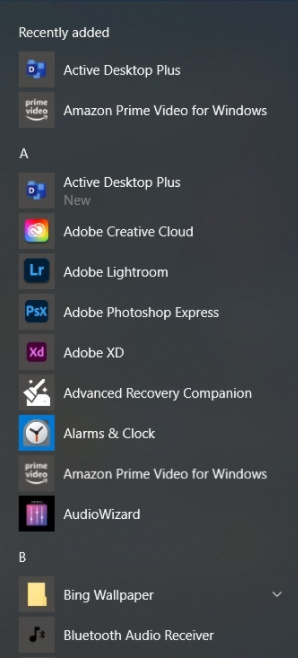 Recently added
Active Desktop Plus
prime video
Amazon Prime Video for Windows
A
Active Desktop Plus
New
Adobe Creative Cloud
Lr
Adobe Lightroom
PsX
Adobe Photoshop Express
Xd
Adobe XD
Advanced Recovery Companion
Alarms & Clock
prime video
Amazon Prime Video for Windows
AudioWizard
B
Bing Wallpaper
Bluetooth Audio Receiver